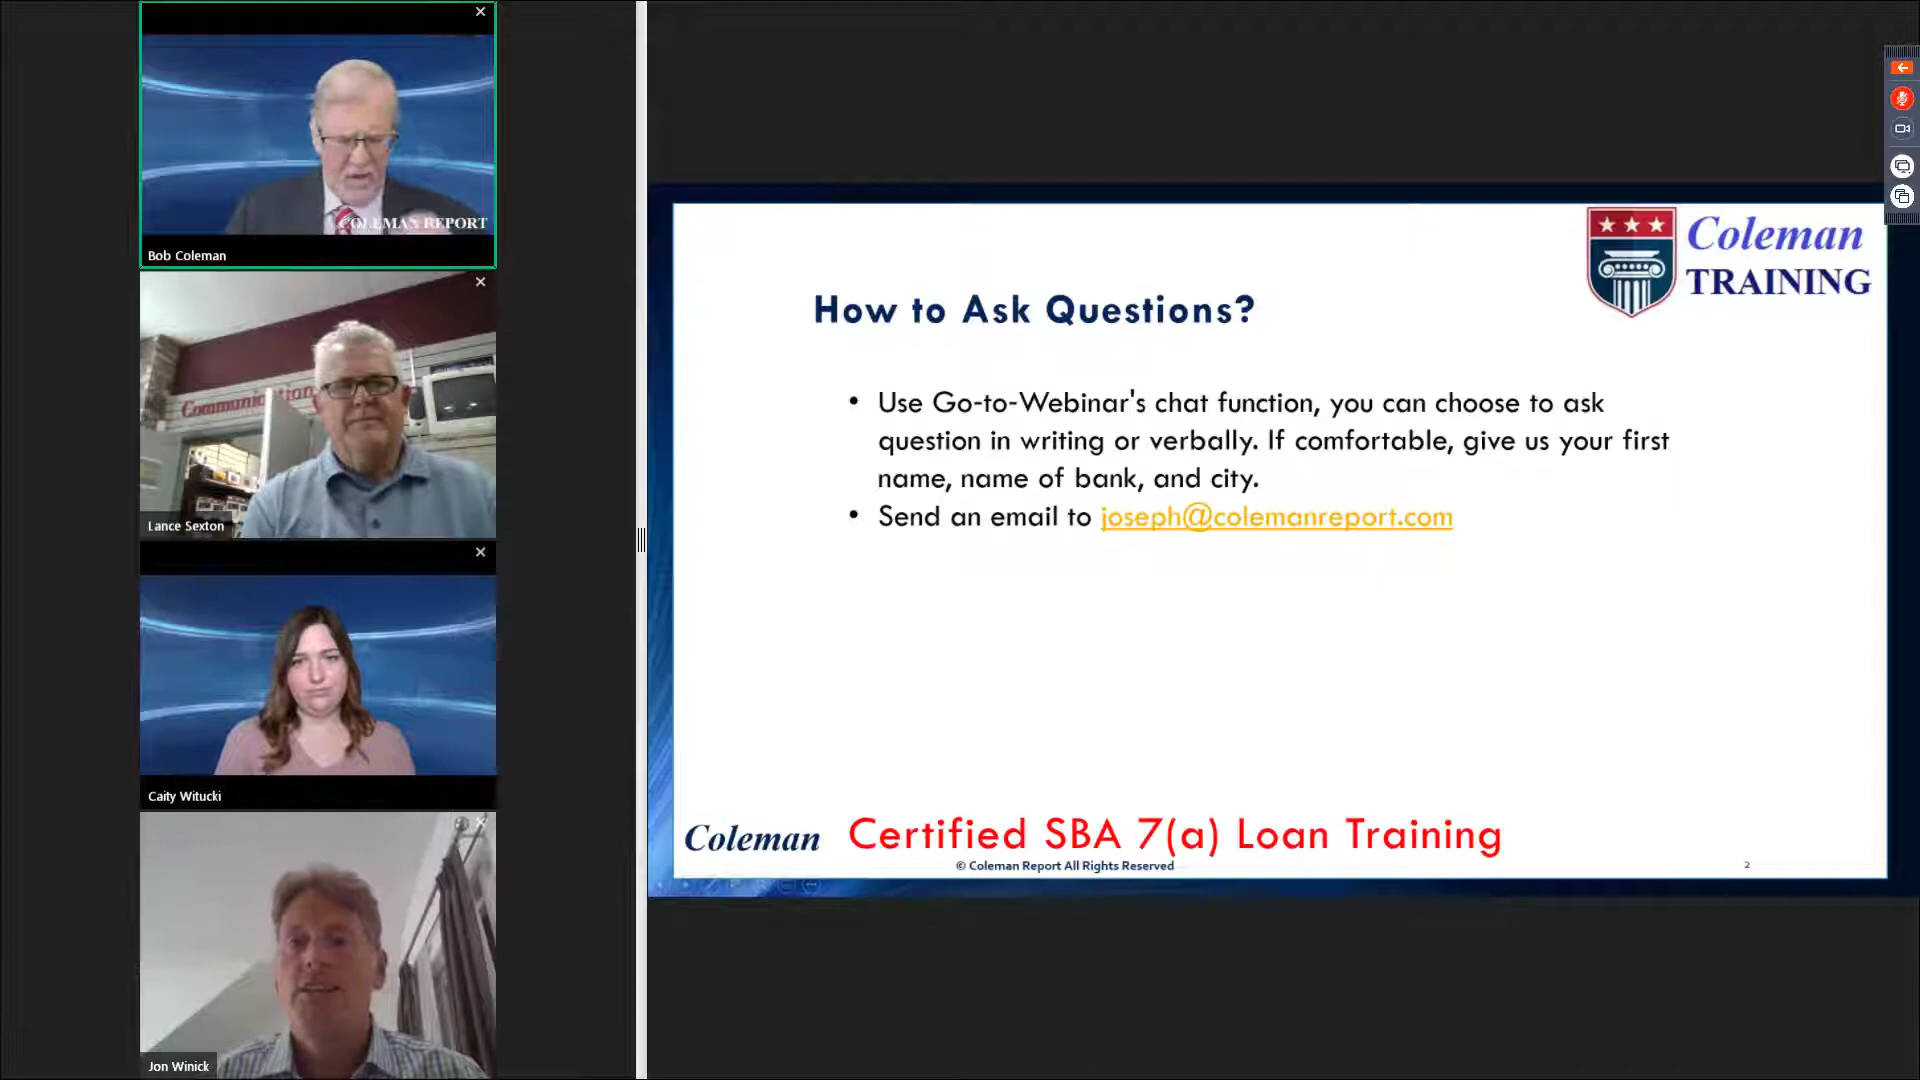 COLEMAN REPORT
Bob Coleman
Communication
Lance Sexton
Caity Witucki
Jon Winick
Coleman
TRAINING
How to Ask Questions?
• Use Go-to-Webinar's chat function, you can choose to ask
question in writing or verbally. If comfortable, give us your first
name, name of bank, and city.
• Send an email to joseph@colemanreport.com
Coleman Certified SBA 7(a) Loan Training
© Coleman Report All Rights Reserved
2